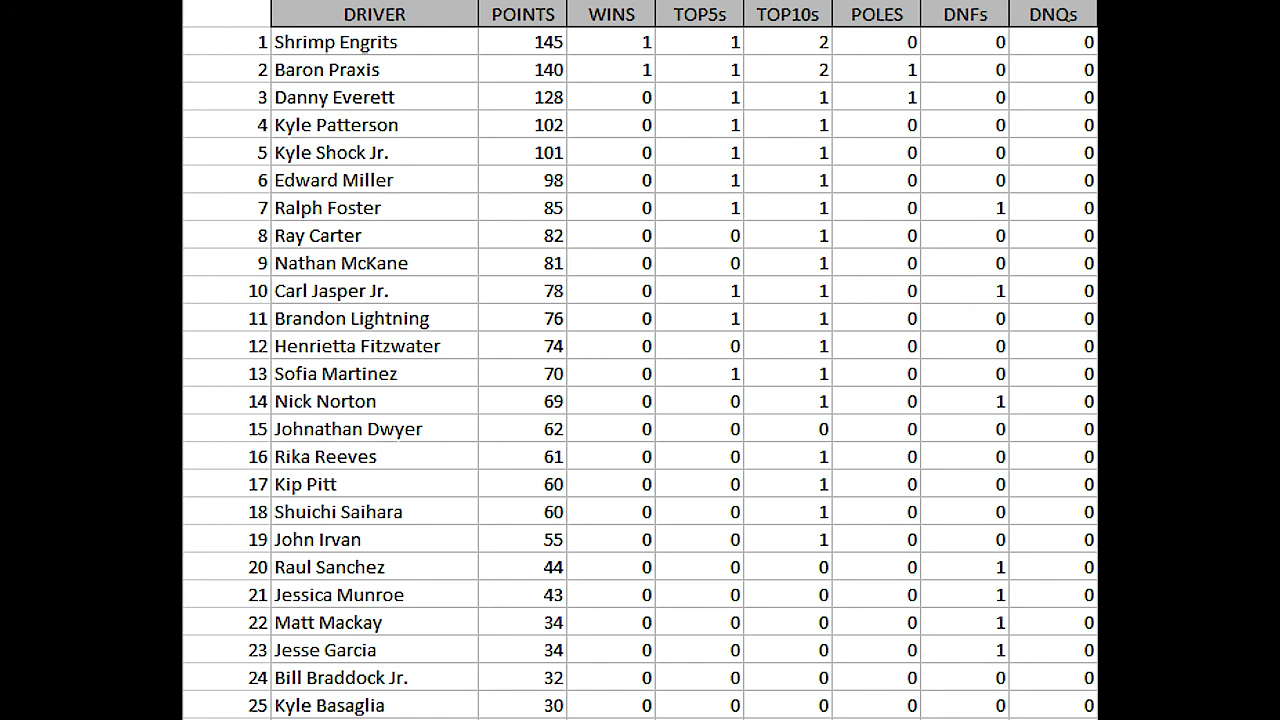 DRIVER POINTS WINS TOP5s TOP10s POLES DNFs DNQs
1 Shrimp Engrits 145 1 1 2 0 0 0
2 Baron Praxis 140 1 1 2 1 0 0
3 Danny Everett 128 0 1 1 1 0 0
4 Kyle Patterson 102 0 1 1 0 0 0
5 Kyle Shock Jr. 101 0 1 1 0 0 0
6 Edward Miller 98 0 1 1 0 0 0
7 Ralph Foster 85 0 1 1 0 1 0
8 Ray Carter 82 0 0 1 0 0 0
9 Nathan McKane 81 0 0 1 0 0 0
10 Carl Jasper Jr. 78 0 1 1 0 1 0
11 Brandon Lightning 76 0 1 1 0 0 0
12 Henrietta Fitzwater 74 0 0 1 0 0 0
13 Sofia Martinez 70 0 1 1 0 0 0
14 Nick Norton 69 0 0 1 0 1 0
15 Johnathan Dwyer 62 0 0 0 0 0 0
16 Rika Reeves 61 0 0 1 0 0 0
17 Kip Pitt 60 0 0 1 0 0 0
18 Shuichi Saihara 60 0 0 1 0 0 0
19 John Irvan 55 0 0 1 0 0 0
20 Raul Sanchez 44 0 0 0 0 1 0
21 Jessica Munroe 43 0 0 0 0 1 0
22 Matt Mackay 34 0 0 0 0 1 0
23 Jesse Garcia 34 0 0 0 0 1 0
24 Bill Braddock Jr. 32 0 0 0 0 0 0
25 Kyle Basaglia 30 0 0 0 0 0 0